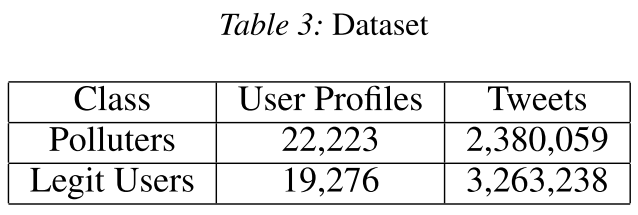 Table 3: Dataset
Class User Profiles Tweets
Polluters 22,223 2,380,059
Legit Users 19,276 3,263,238